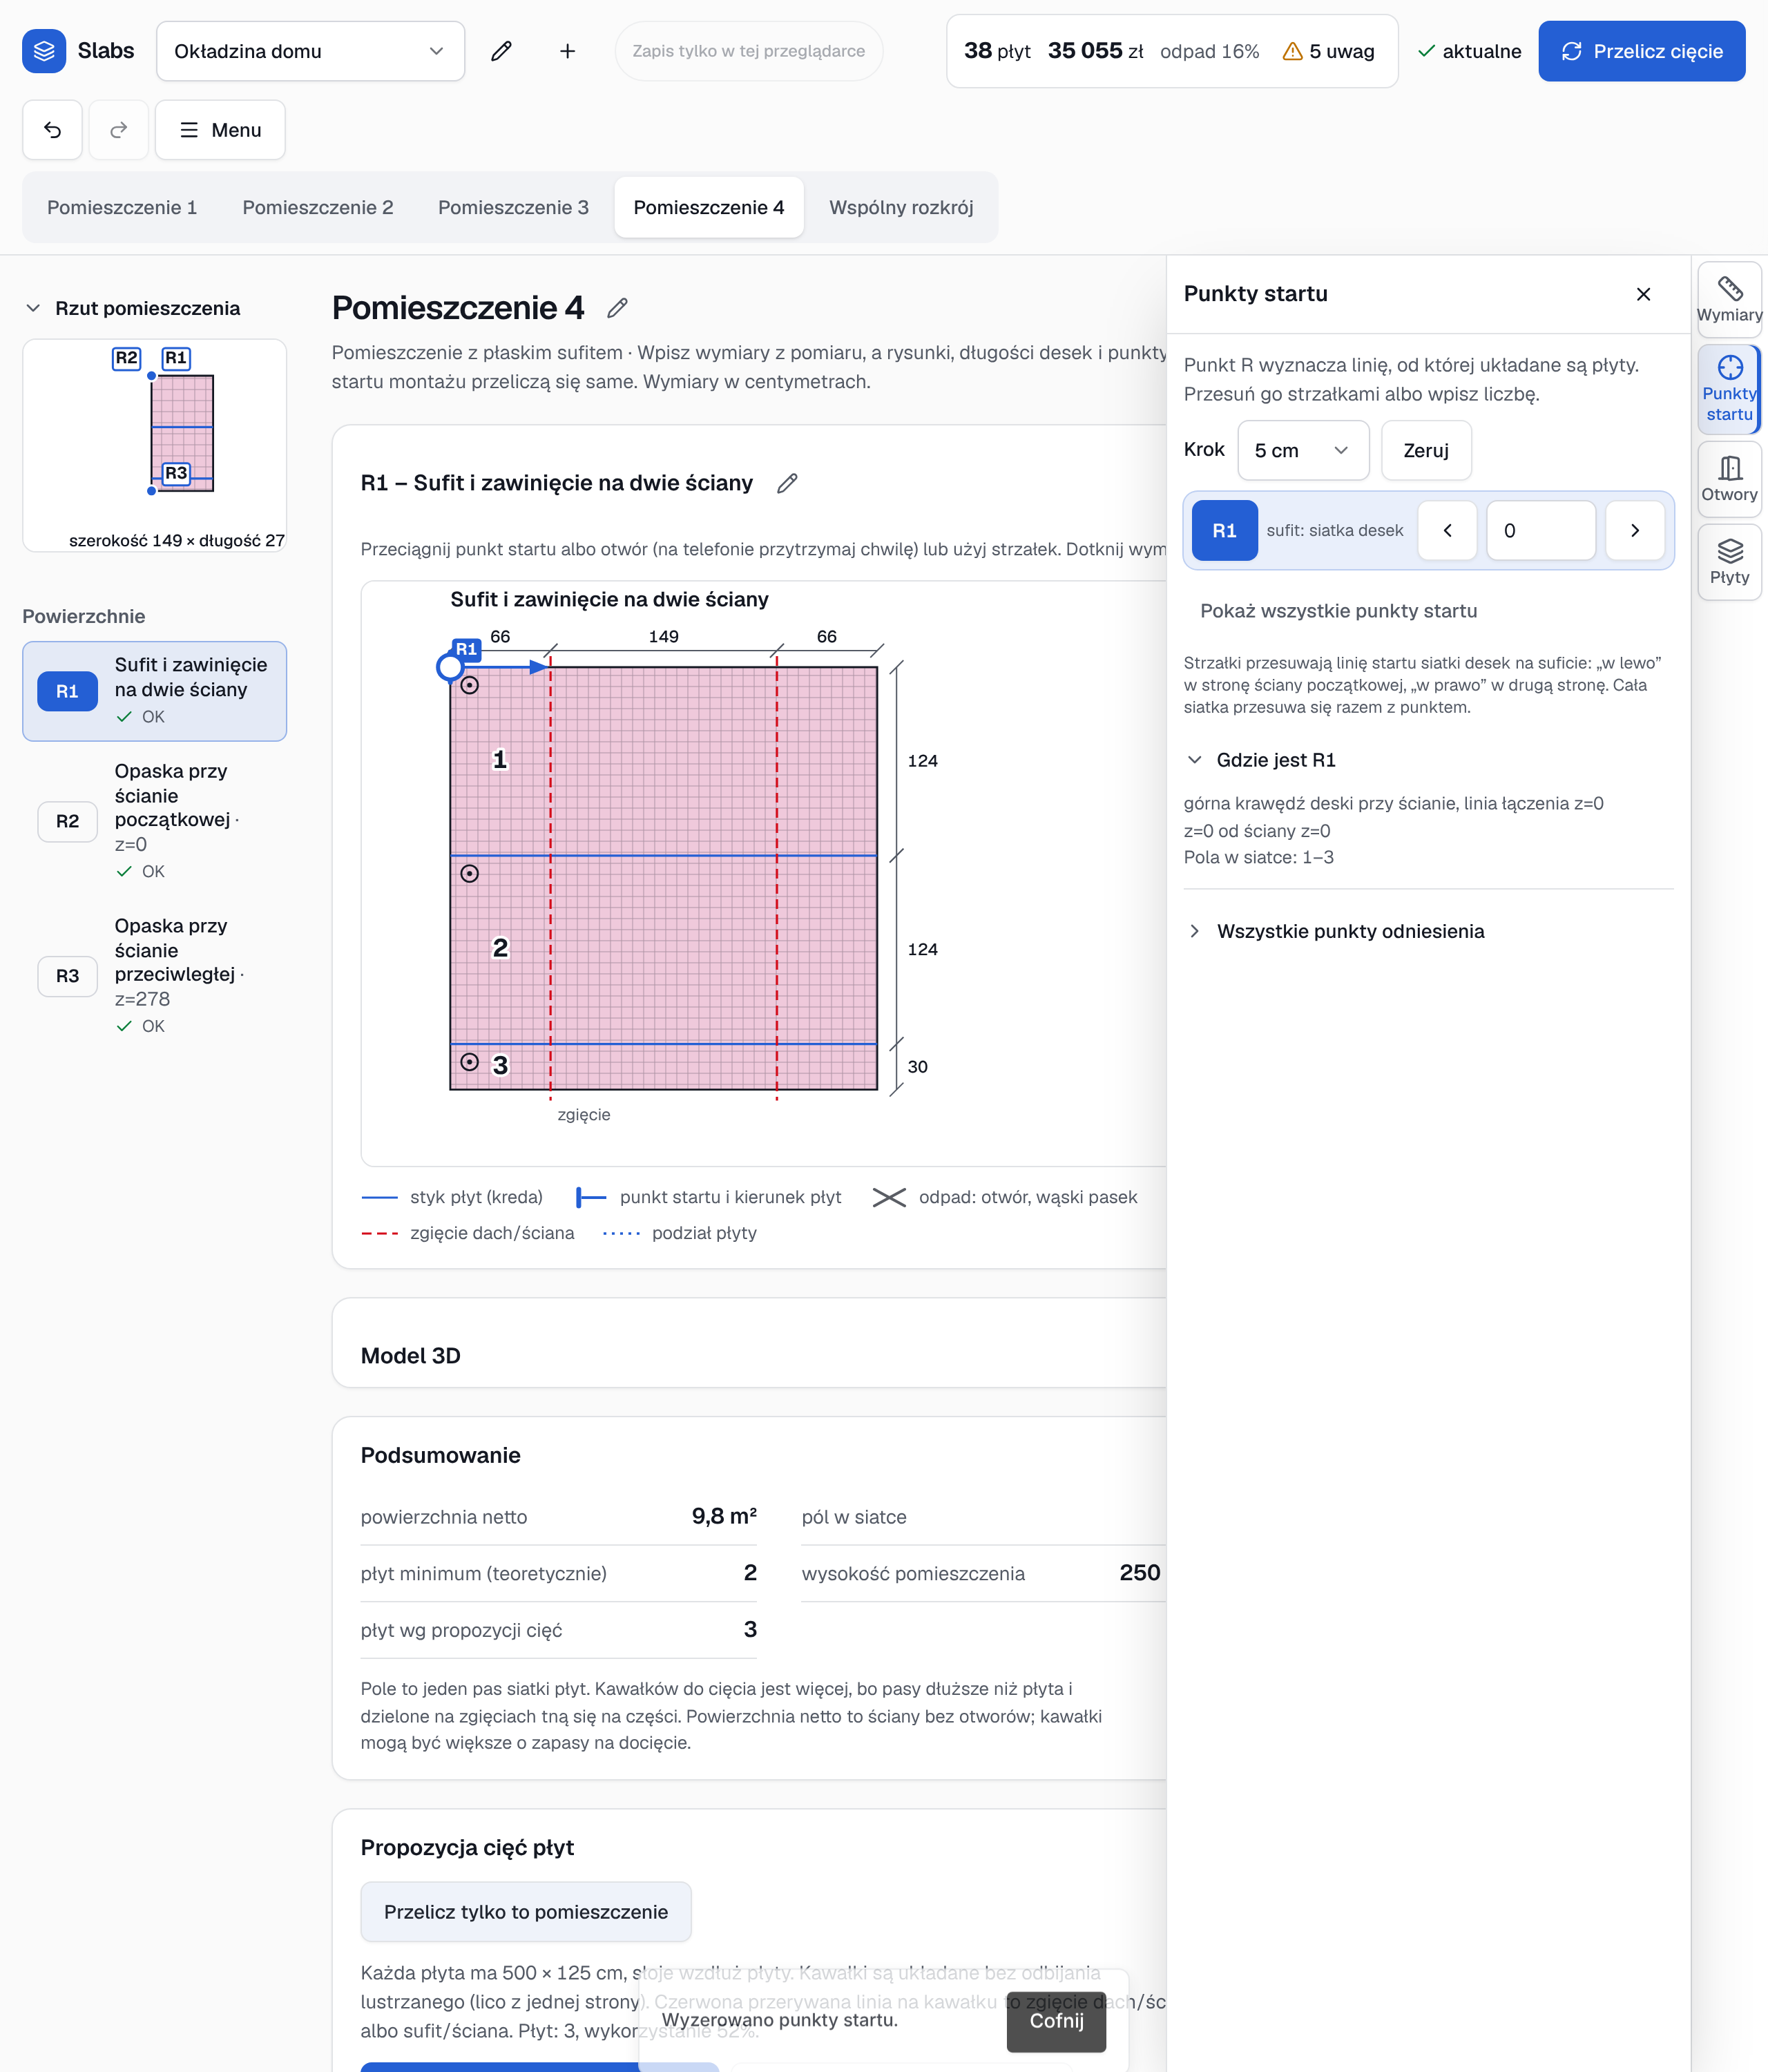 Slabs
Okładzina domu
Zapis tylko w tej przeglądarce
38 płyt 35 055 zł odpad 16% 5 uwag
aktualne
Przelicz cięcie
Menu
Pomieszczenie 1
Pomieszczenie 2
Pomieszczenie 3
Pomieszczenie 4
Wspólny rozkrój
Rzut pomieszczenia
R2 R1
R3
szerokość 149 × długość 27
Powierzchnie
R1
Sufit i zawinięcie
na dwie ściany
OK
R2
Opaska przy
ścianie
początkowej ·
z=0
OK
R3
Opaska przy
ścianie
przeciwległej ·
z=278
OK
Pomieszczenie 4
Pomieszczenie z płaskim sufitem · Wpisz wymiary z pomiaru, a rysunki, długości desek i punkty
startu montażu przeliczą się same. Wymiary w centymetrach.
R1 – Sufit i zawinięcie na dwie ściany
Przeciągnij punkt startu albo otwór (na telefonie przytrzymaj chwilę) lub użyj strzałek. Dotknij wym
Sufit i zawinięcie na dwie ściany
66 149 66
R1
1
124
2
124
3
30
zgięcie
styk płyt (kreda)
punkt startu i kierunek płyt
odpad: otwór, wąski pasek
zgięcie dach/ściana
podział płyty
Model 3D
Podsumowanie
powierzchnia netto 9,8 m²
pól w siatce
płyt minimum (teoretycznie) 2
wysokość pomieszczenia 250
płyt wg propozycji cięć 3
Pole to jeden pas siatki płyt. Kawałków do cięcia jest więcej, bo pasy dłuższe niż płyta i
dzielone na zgięciach tną się na części. Powierzchnia netto to ściany bez otworów; kawałki
mogą być większe o zapasy na docięcie.
Propozycja cięć płyt
Przelicz tylko to pomieszczenie
Każda płyta ma 500 × 125 cm, słoje wzdłuż płyty. Kawałki są układane bez odbijania
lustrzanego (lico z jednej strony). Czerwona przerywana linia na kawałku to zgięcie dach/śc
albo sufit/ściana. Płyt: 3, wykorzystanie 52%.
Wyzerowano punkty startu.
Cofnij
Punkty startu
Punkt R wyznacza linię, od której układane są płyty.
Przesuń go strzałkami albo wpisz liczbę.
Krok
5 cm
Zeruj
R1 sufit: siatka desek 0
Pokaż wszystkie punkty startu
Strzałki przesuwają linię startu siatki desek na suficie: „w lewo”
w stronę ściany początkowej, „w prawo” w drugą stronę. Cała
siatka przesuwa się razem z punktem.
Gdzie jest R1
górna krawędź deski przy ścianie, linia łączenia z=0
z=0 od ściany z=0
Pola w siatce: 1–3
Wszystkie punkty odniesienia
Wymiary
Punkty
startu
Otwory
Płyty